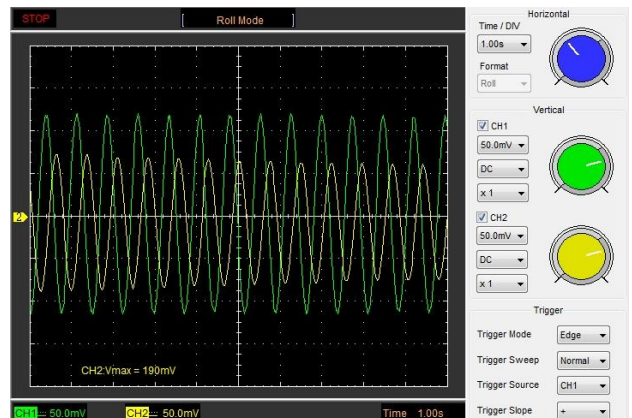 STOP
[ Roll Mode ]
2
CH2:Vmax = 190mV
CH1 50.0mV CH2 50.0mV Time 1.00s
Horizontal
Time / DIV
1.00s
Format
Roll
Vertical
CH1
50.0mV
DC
x 1
CH2
50.0mV
DC
x 1
Trigger
Trigger Mode Edge
Trigger Sweep Normal
Trigger Source CH1
Trigger Slope +